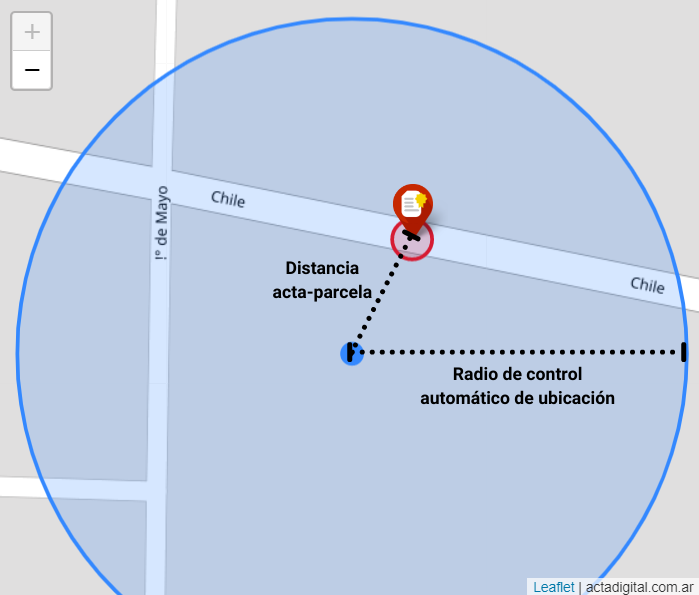 +
−
Chile
1º de Mayo
Chile
Distancia
acta-parcela
Radio de control
automático de ubicación
Leaflet | actadigital.com.ar